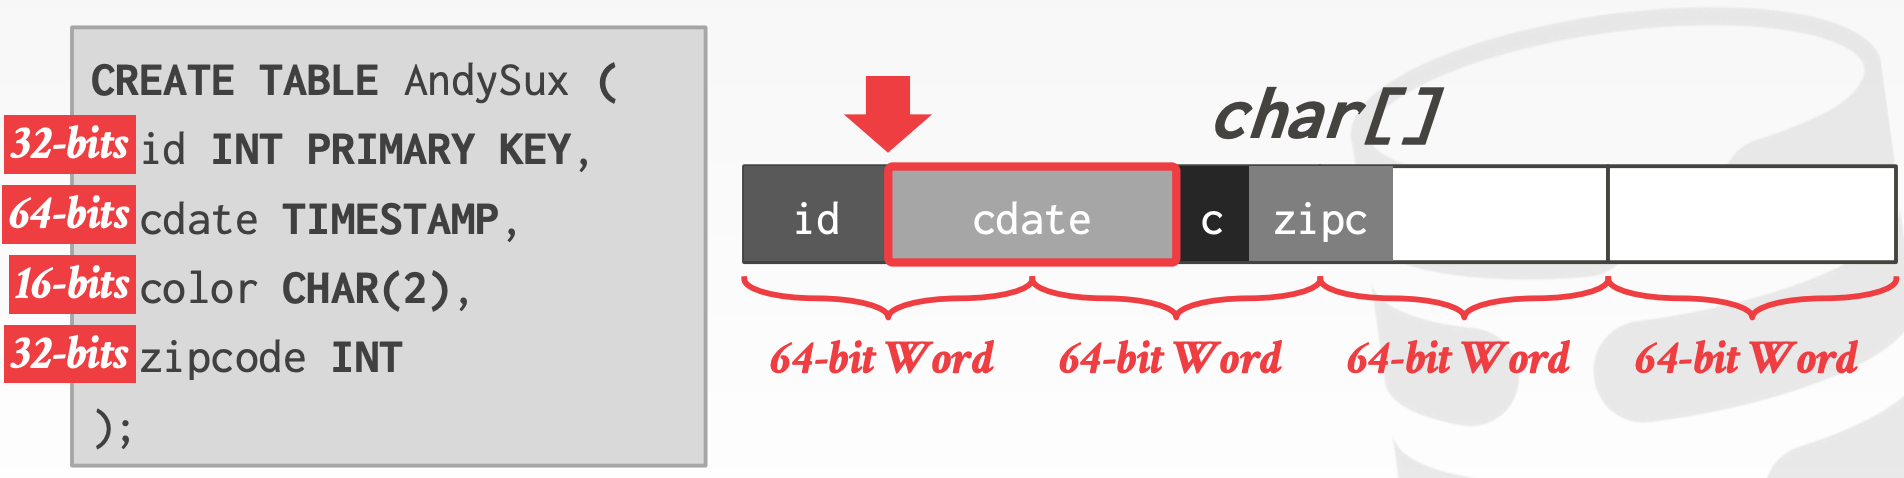 CREATE TABLE AndySux (
32-bits id INT PRIMARY KEY,
64-bits cdate TIMESTAMP,
16-bits color CHAR(2),
32-bits zipcode INT
);
char[]
id cdate c zipc
64-bit Word 64-bit Word 64-bit Word 64-bit Word